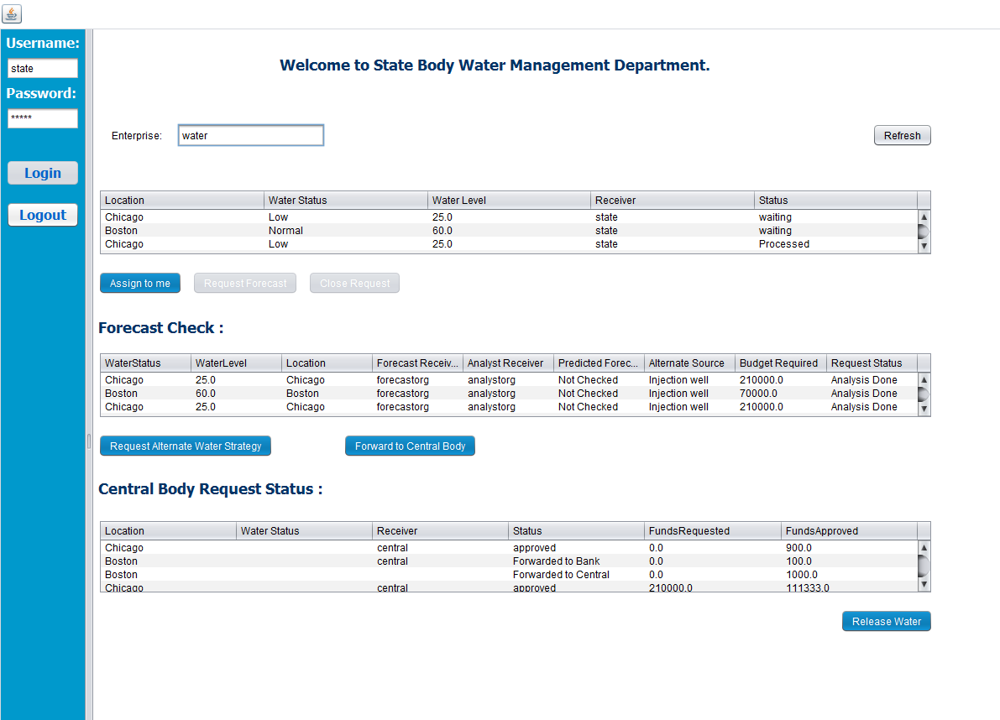 Username:
state
Password:
*****
Login
Logout
Welcome to State Body Water Management Department.
Enterprise: water Refresh
Location Water Status Water Level Receiver Status
Chicago Low 25.0 state waiting
Boston Normal 60.0 state waiting
Chicago Low 25.0 state Processed
Assign to me Request Forecast Close Request
Forecast Check :
WaterStatus WaterLevel Location Forecast Receiv... Analyst Receiver Predicted Forec... Alternate Source Budget Required Request Status
Chicago 25.0 Chicago forecastorg analystorg Not Checked Injection well 210000.0 Analysis Done
Boston 60.0 Boston forecastorg analystorg Not Checked Injection well 70000.0 Analysis Done
Chicago 25.0 Chicago forecastorg analystorg Not Checked Injection well 210000.0 Analysis Done
Request Alternate Water Strategy Forward to Central Body
Central Body Request Status :
Location Water Status Receiver Status FundsRequested FundsApproved
Chicago central approved 0.0 900.0
Boston central Forwarded to Bank 0.0 100.0
Boston Forwarded to Central 0.0 1000.0
Chicago central approved 210000.0 111333.0
Release Water